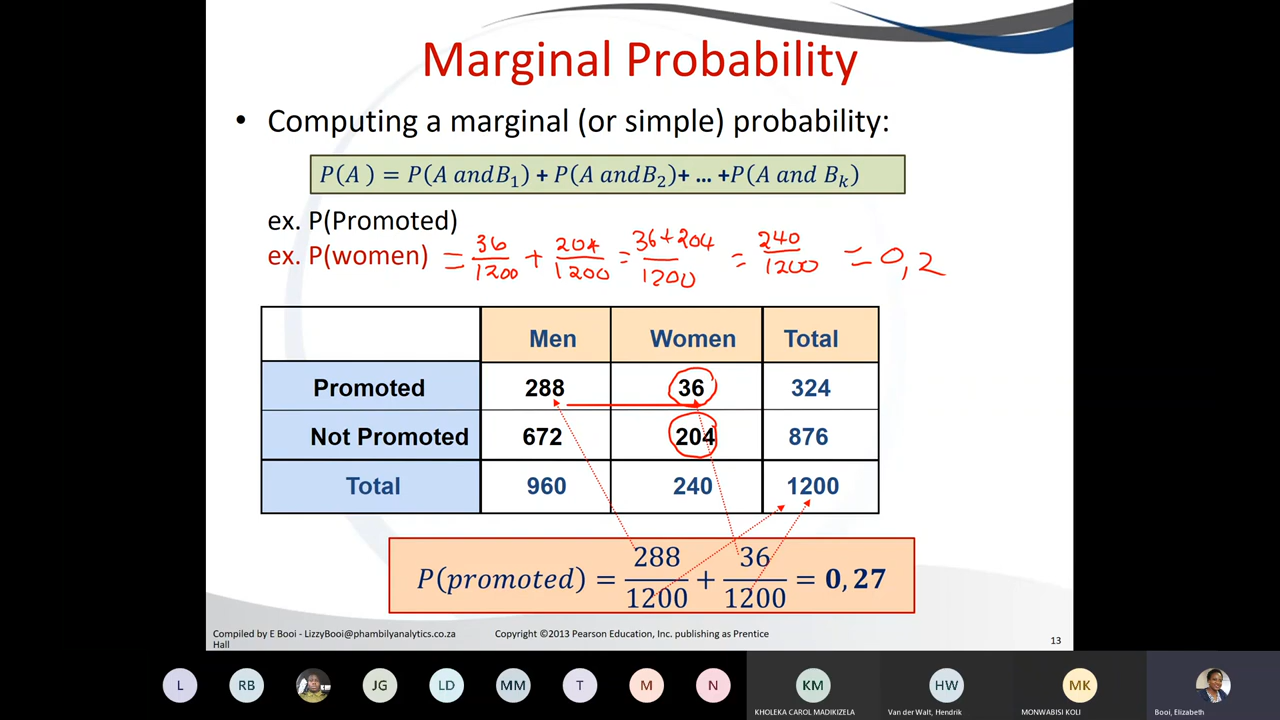 Marginal Probability
• Computing a marginal (or simple) probability:
P(A ) = P(A andB₁) + P(A andB₂)+ ... +P(A and Bₖ)
ex. P(Promoted)
ex. P(women) = 36/1200 + 204/1200 = 36+204/1200 = 240/1200 = 0,2
Men Women Total
Promoted 288 36 324
Not Promoted 672 204 876
Total 960 240 1200
P(promoted) = 288/1200 + 36/1200 = 0,27
Compiled by E Booi - LizzyBooi@phambilyanalytics.co.za Copyright ©2013 Pearson Education, Inc. publishing as Prentice
Hall
13
L RB JG LD MM T M N KM HW MK
KHOLEKA CAROL MADIKIZELA Van der Walt, Hendrik MONWABISI KOLI Booi, Elizabeth